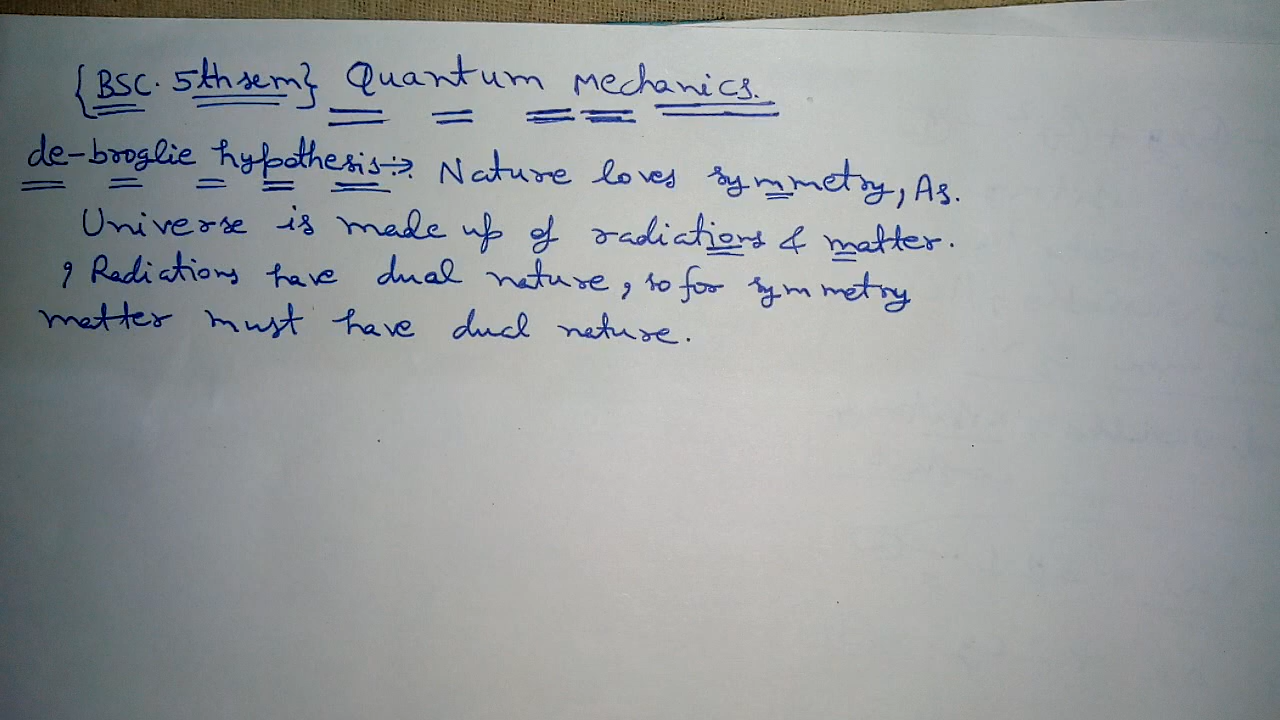 {BSC. 5th sem} Quantum Mechanics.
de-broglie hypothesis:→ Nature loves symmetry, As.
Universe is made up of radiations & matter.
, Radiations have dual nature, so for symmetry
matter must have dual nature.